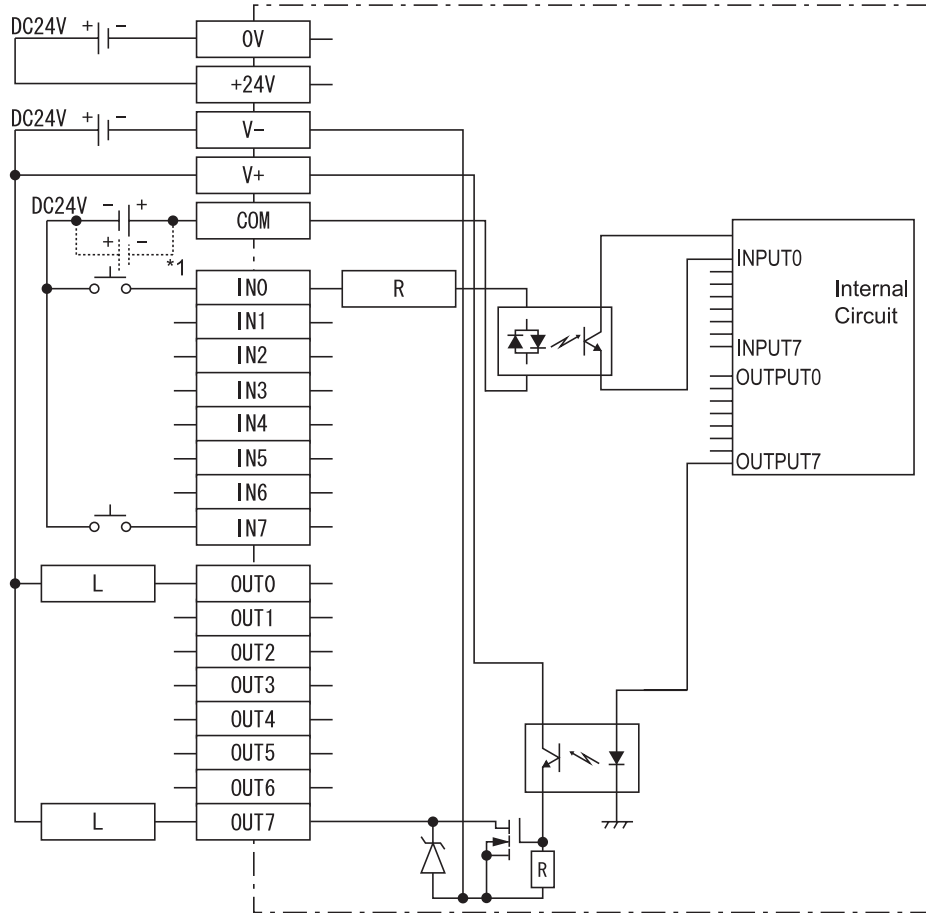 DC24V + - 0V
+24V
DC24V + - V-
V+
DC24V - + COM
+ - *1
IN0 R
IN1
IN2
IN3
IN4
IN5
IN6
IN7
OUT0 L
OUT1
OUT2
OUT3
OUT4
OUT5
OUT6
OUT7 L
R
INPUT0
Internal
Circuit
INPUT7
OUTPUT0
OUTPUT7